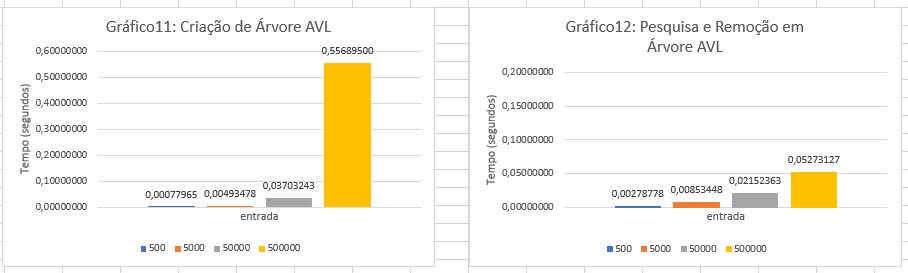 Gráfico11: Criação de Árvore AVL
Tempo (segundos)
0,60000000
0,50000000
0,40000000
0,30000000
0,20000000
0,10000000
0,00000000
0,00077965
0,00493478
0,03703243
0,55689500
entrada
500 5000 50000 500000
Gráfico12: Pesquisa e Remoção em
Árvore AVL
Tempo (segundos)
0,20000000
0,15000000
0,10000000
0,05000000
0,00000000
0,00278778
0,00853448
0,02152363
0,05273127
entrada
500 5000 50000 500000